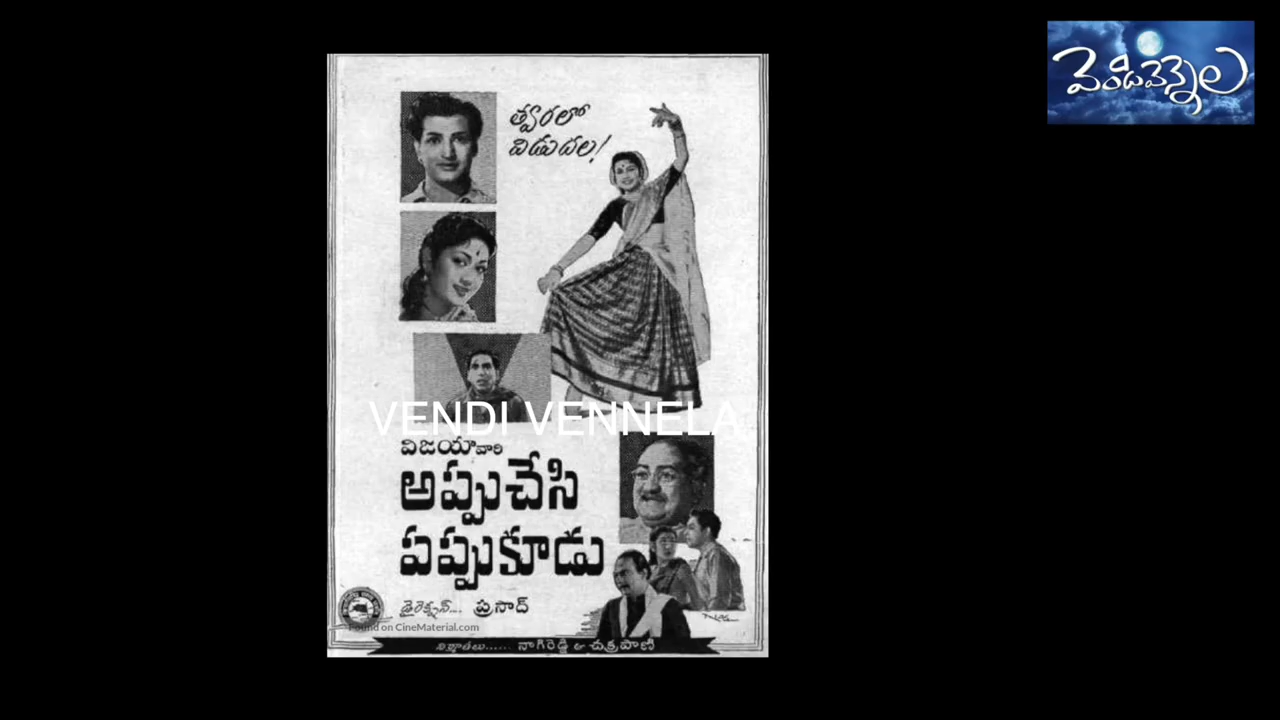 వెండివెన్నెల
త్వరలో
విడుదల!
VENDI VENNELA
విజయావారి
అప్పుచేసి
పప్పుకూడు
డైరెక్షన్.... ప్రసాద్
Found on CineMaterial.com
నిర్మాతలు...... నాగిరెడ్డి & చక్రపాణి